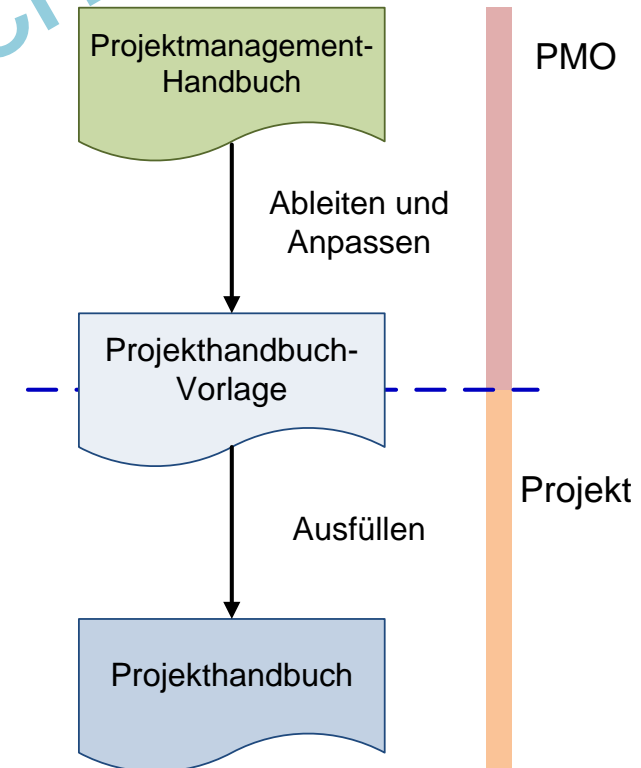 Projektmanagement-
Handbuch
PMO
Ableiten und
Anpassen
Projekthandbuch-
Vorlage
Projekt
Ausfüllen
Projekthandbuch